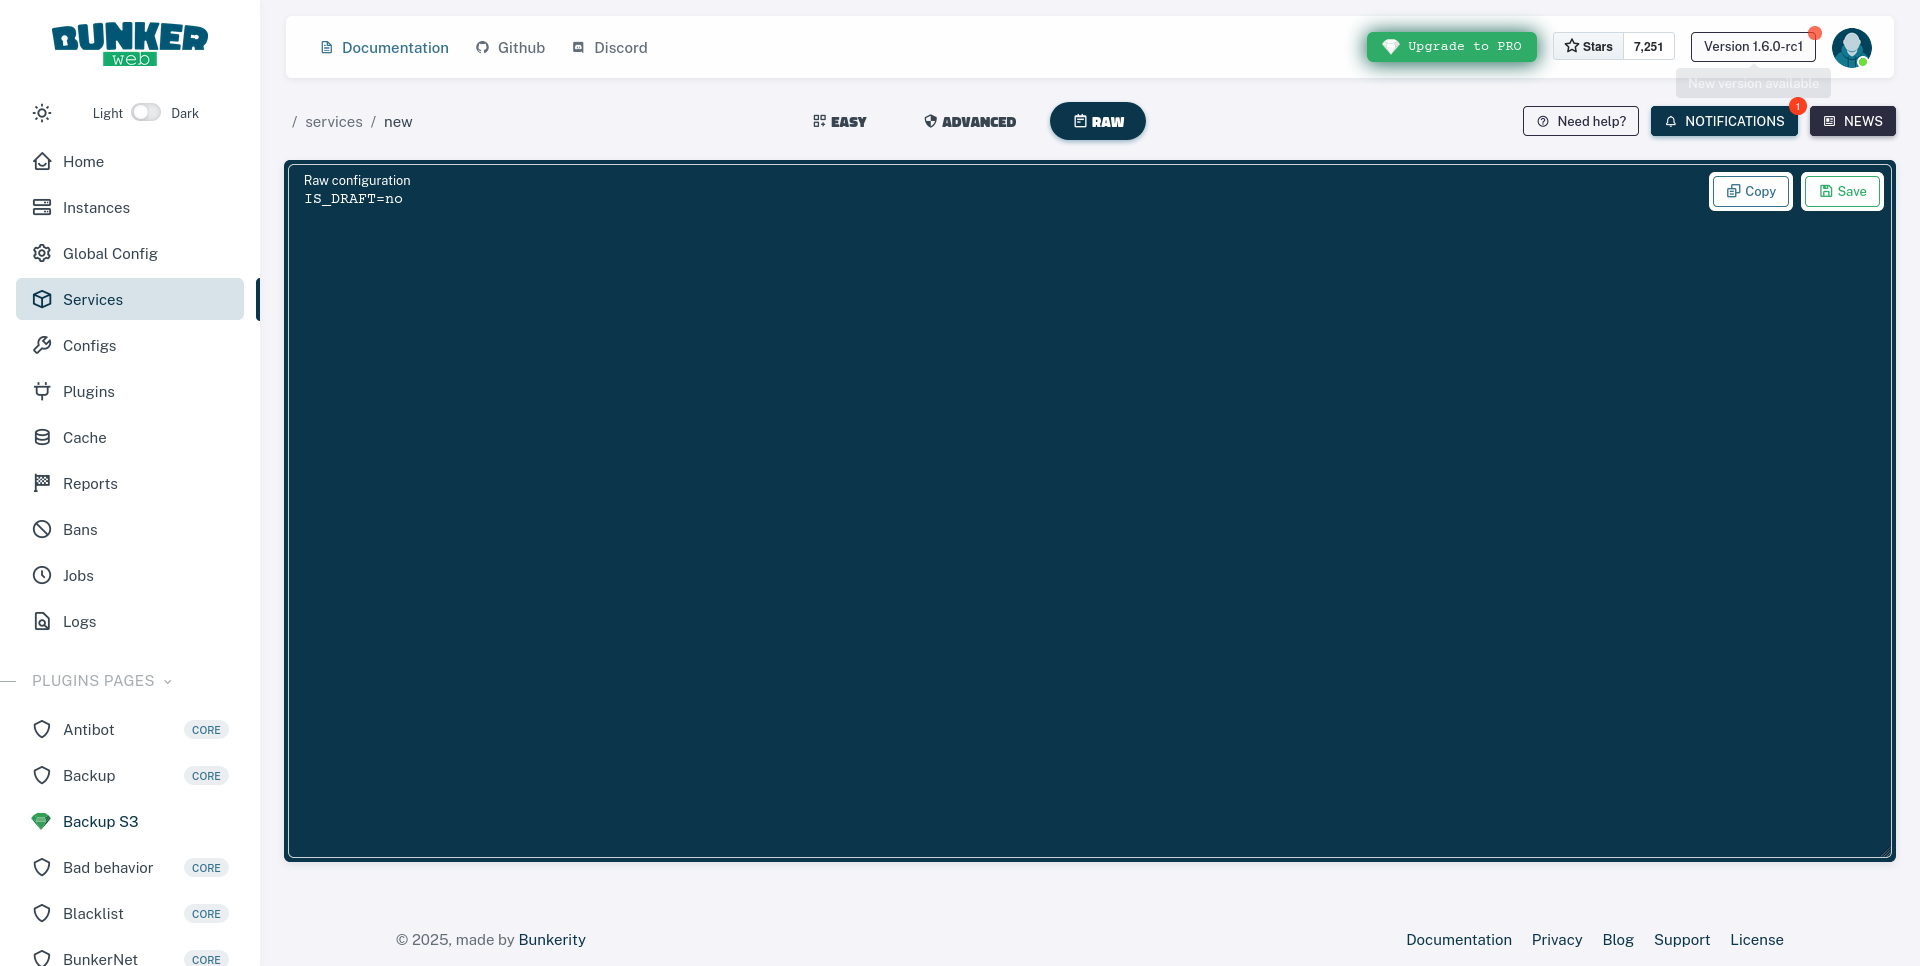 BUNKER
web
Documentation
Github
Discord
Upgrade to PRO
Stars
7,251
Version 1.6.0-rc1
New version available
Light
Dark
/ services / new
EASY
ADVANCED
RAW
Need help?
NOTIFICATIONS
1
NEWS
Home
Instances
Global Config
Services
Configs
Plugins
Cache
Reports
Bans
Jobs
Logs
PLUGINS PAGES
Antibot CORE
Backup CORE
Backup S3
Bad behavior CORE
Blacklist CORE
BunkerNet CORE
Raw configuration
IS_DRAFT=no
Copy
Save
© 2025, made by Bunkerity
Documentation
Privacy
Blog
Support
License